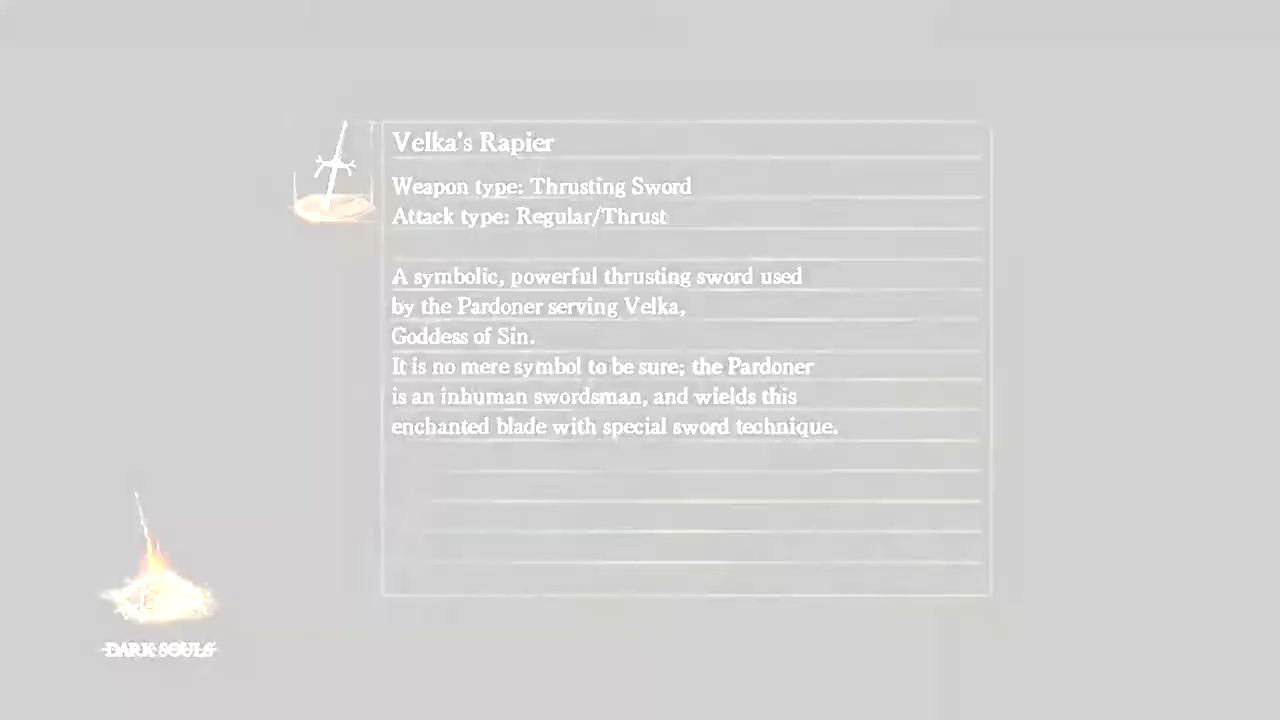 Velka's Rapier
Weapon type: Thrusting Sword
Attack type: Regular/Thrust
A symbolic, powerful thrusting sword used
by the Pardoner serving Velka,
Goddess of Sin.
It is no mere symbol to be sure; the Pardoner
is an inhuman swordsman, and wields this
enchanted blade with special sword technique.
DARK SOULS